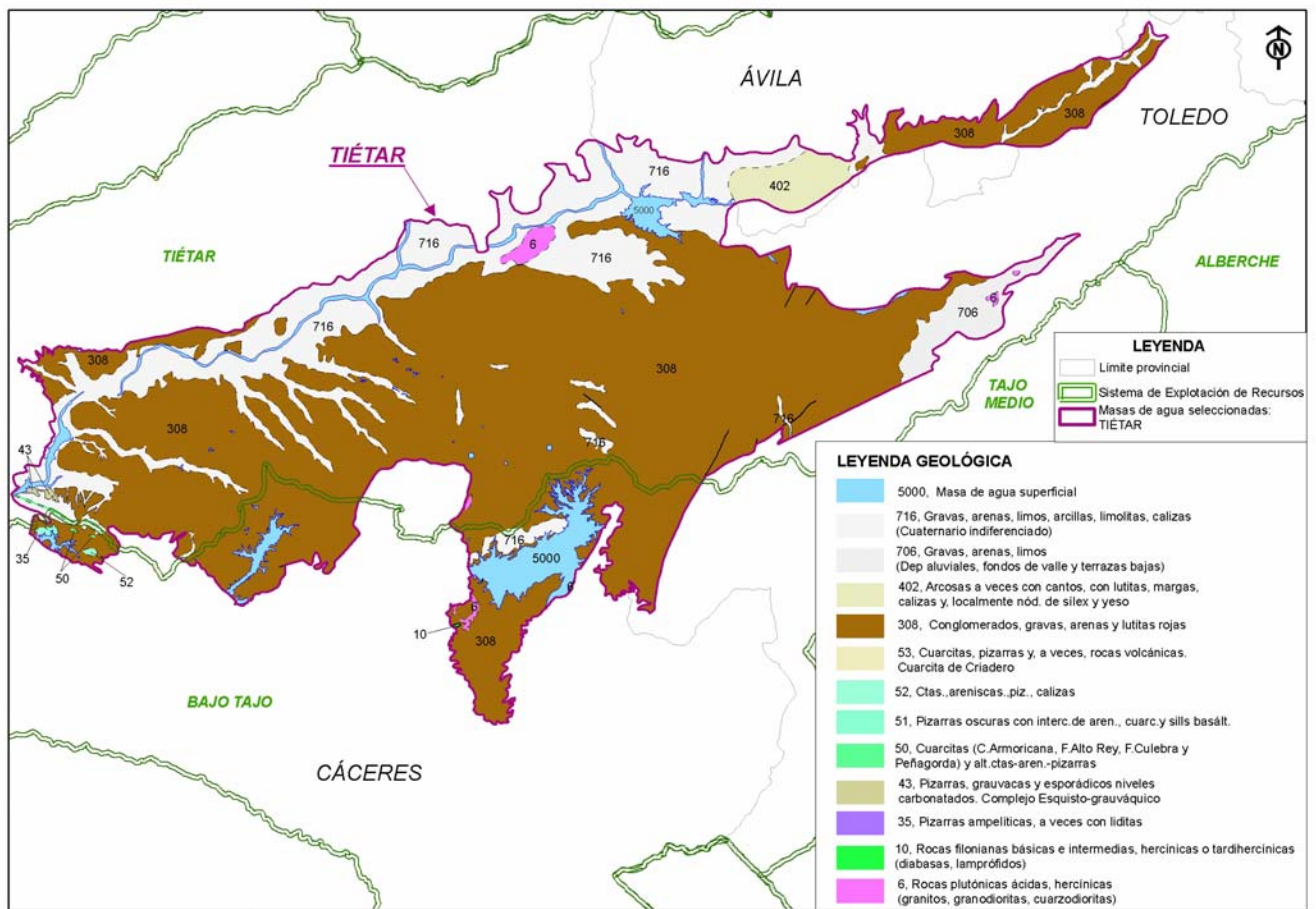 N
ÁVILA
TOLEDO
308
308
TIÉTAR
716
402
5000
716
6
716
TIÉTAR
ALBERCHE
6
706
716
308
308
308
TAJO
MEDIO
716
716
43
35
50
52
716
5000
6
6
10
308
BAJO TAJO
CÁCERES
LEYENDA
Límite provincial
Sistema de Explotación de Recursos
Masas de agua seleccionadas:
TIÉTAR
LEYENDA GEOLÓGICA
5000, Masa de agua superficial
716, Gravas, arenas, limos, arcillas, limolitas, calizas
(Cuaternario indiferenciado)
706, Gravas, arenas, limos
(Dep aluviales, fondos de valle y terrazas bajas)
402, Arcosas a veces con cantos, con lutitas, margas,
calizas y, localmente nód. de sílex y yeso
308, Conglomerados, gravas, arenas y lutitas rojas
53, Cuarcitas, pizarras y, a veces, rocas volcánicas.
Cuarcita de Criadero
52, Ctas.,areniscas.,piz., calizas
51, Pizarras oscuras con interc.de aren., cuarc.y sills basált.
50, Cuarcitas (C.Armoricana, F.Alto Rey, F.Culebra y
Peñagorda) y alt.ctas-aren.-pizarras
43, Pizarras, grauvacas y esporádicos niveles
carbonatados. Complejo Esquisto-grauváquico
35, Pizarras ampelíticas, a veces con liditas
10, Rocas filonianas básicas e intermedias, hercínicas o tardihercínicas
(diabasas, lamprófidos)
6, Rocas plutónicas ácidas, hercínicas
(granitos, granodioritas, cuarzodioritas)